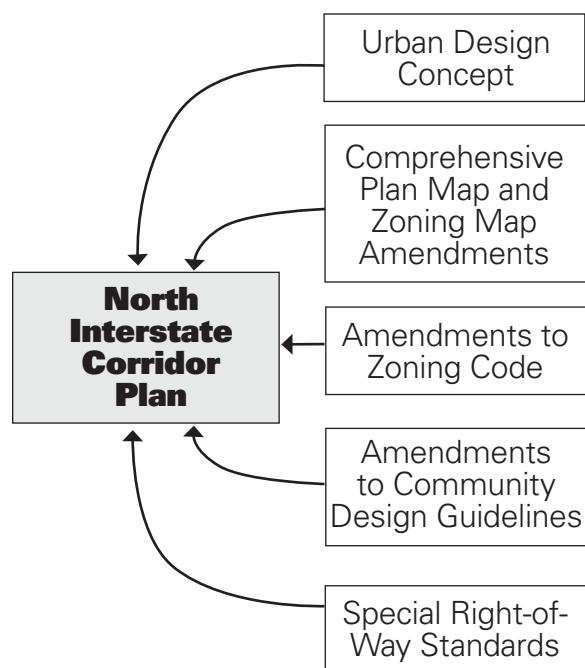 Urban Design
Concept
Comprehensive
Plan Map and
Zoning Map
Amendments
North
Interstate
Corridor
Plan
Amendments to
Zoning Code
Amendments
to Community
Design Guidelines
Special Right-of-
Way Standards